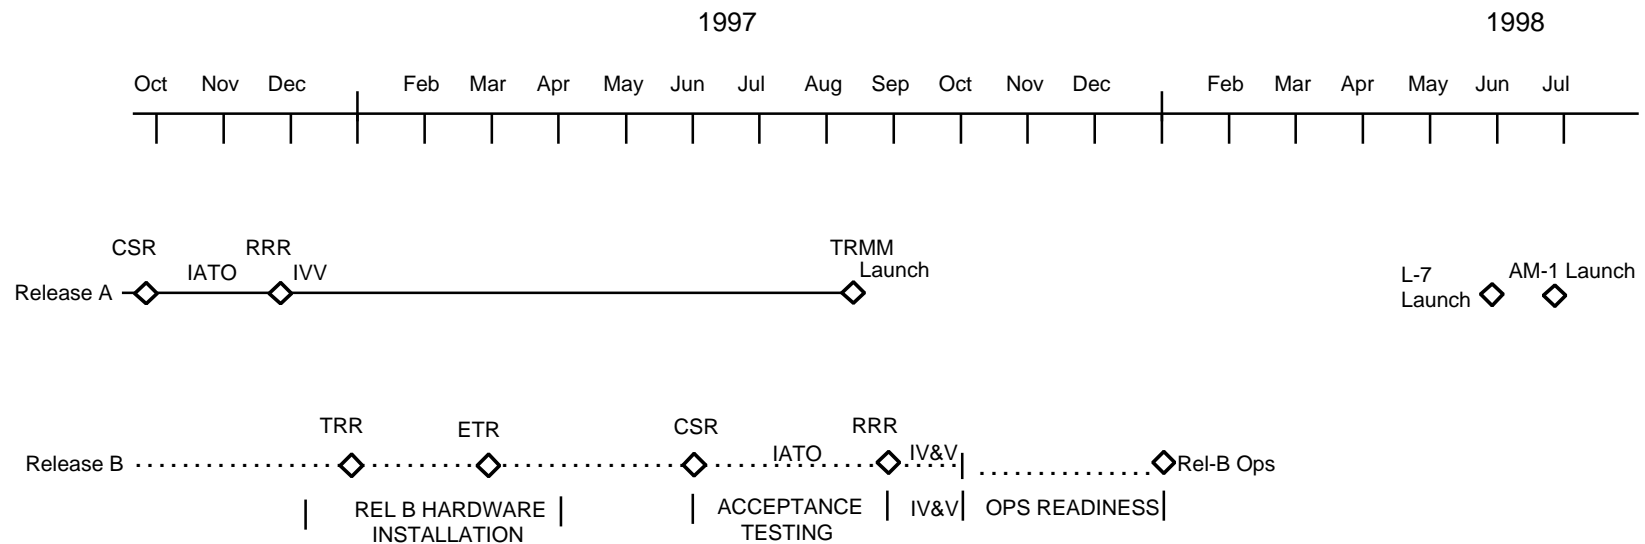 1997 1998
Oct Nov Dec Feb Mar Apr May Jun Jul Aug Sep Oct Nov Dec Feb Mar Apr May Jun Jul
CSR RRR TRMM
IATO IVV Launch L-7 AM-1 Launch
Release A Launch
TRR ETR CSR RRR
IATO IV&V
Release B Rel-B Ops
REL B HARDWARE ACCEPTANCE IV&V OPS READINESS
INSTALLATION TESTING